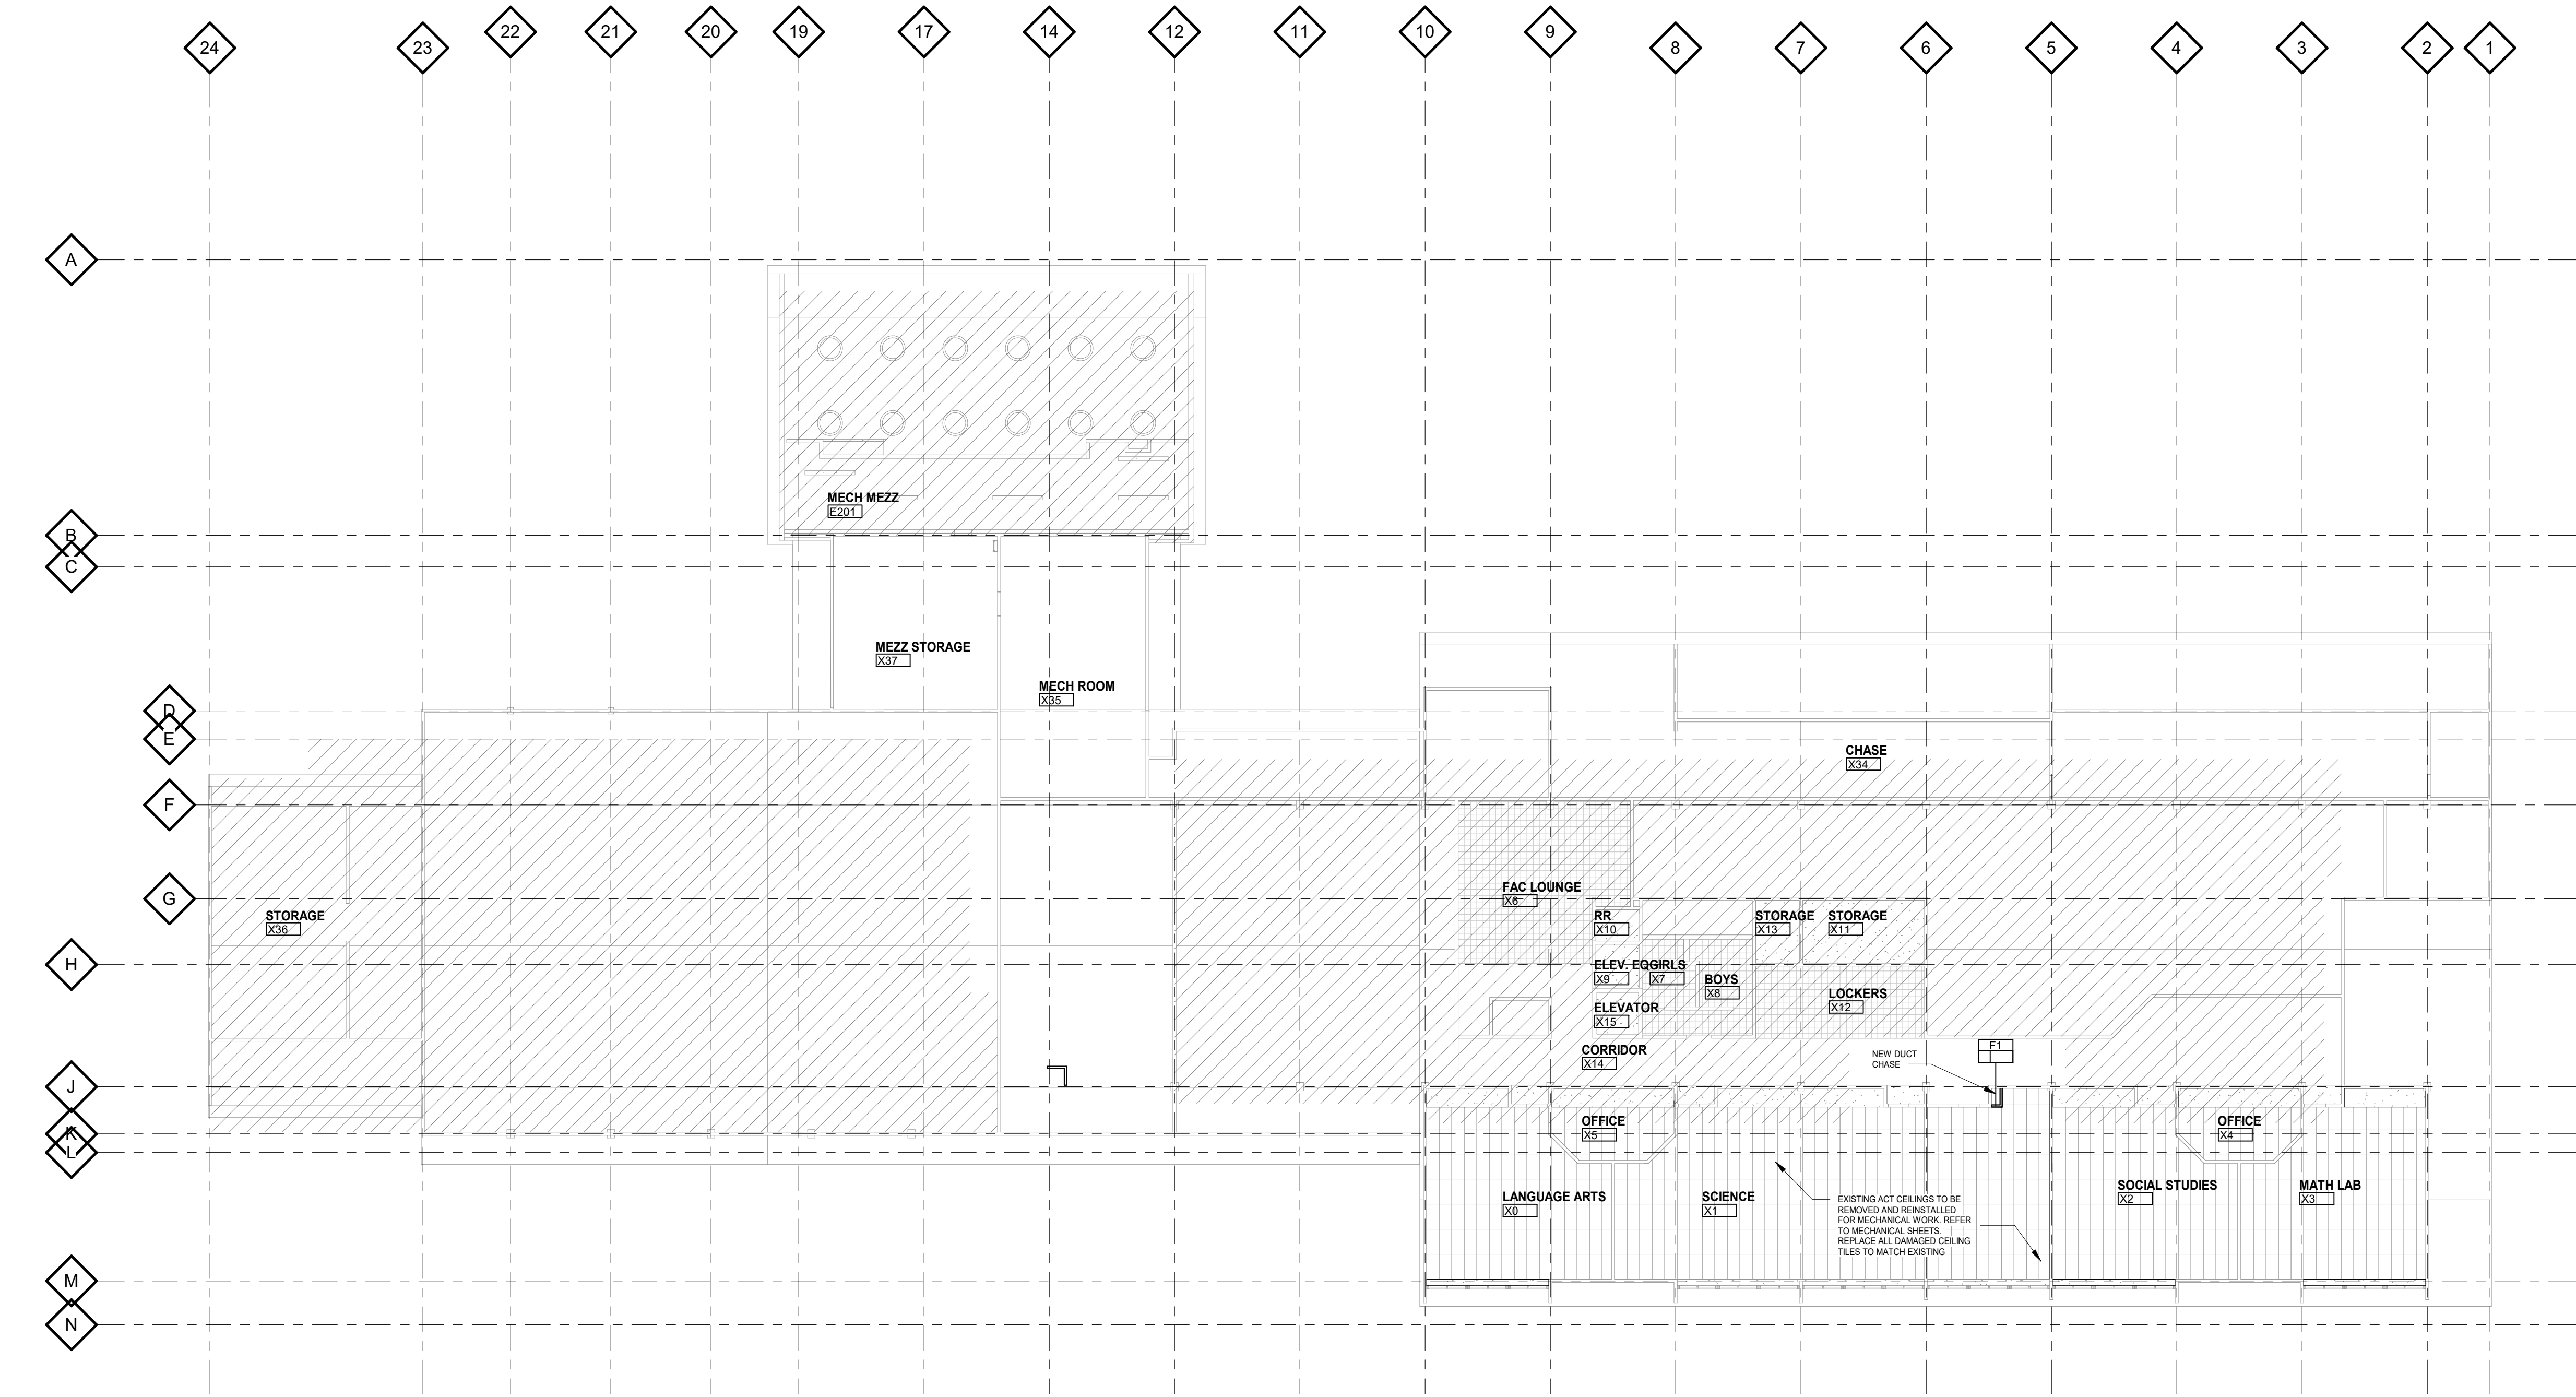 22
21
20
19
17
14
12
11
10
9
24
23
8
7
6
5
4
3
2
1
A
MECH MEZZ
E201
B
C
MEZZ STORAGE
X37
MECH ROOM
X35
D
E
CHASE
X34
F
FAC LOUNGE
X6
G
STORAGE
X36
RR
X10
STORAGE
X13
STORAGE
X11
H
ELEV. EQ
X9
GIRLS
X7
BOYS
X8
LOCKERS
X12
ELEVATOR
X15
CORRIDOR
X14
NEW DUCT
CHASE
F1
J
OFFICE
X5
OFFICE
X4
K
L
LANGUAGE ARTS
X0
SCIENCE
X1
EXISTING ACT CEILINGS TO BE
REMOVED AND REINSTALLED
FOR MECHANICAL WORK. REFER
TO MECHANICAL SHEETS.
REPLACE ALL DAMAGED CEILING
TILES TO MATCH EXISTING
SOCIAL STUDIES
X2
MATH LAB
X3
M
N